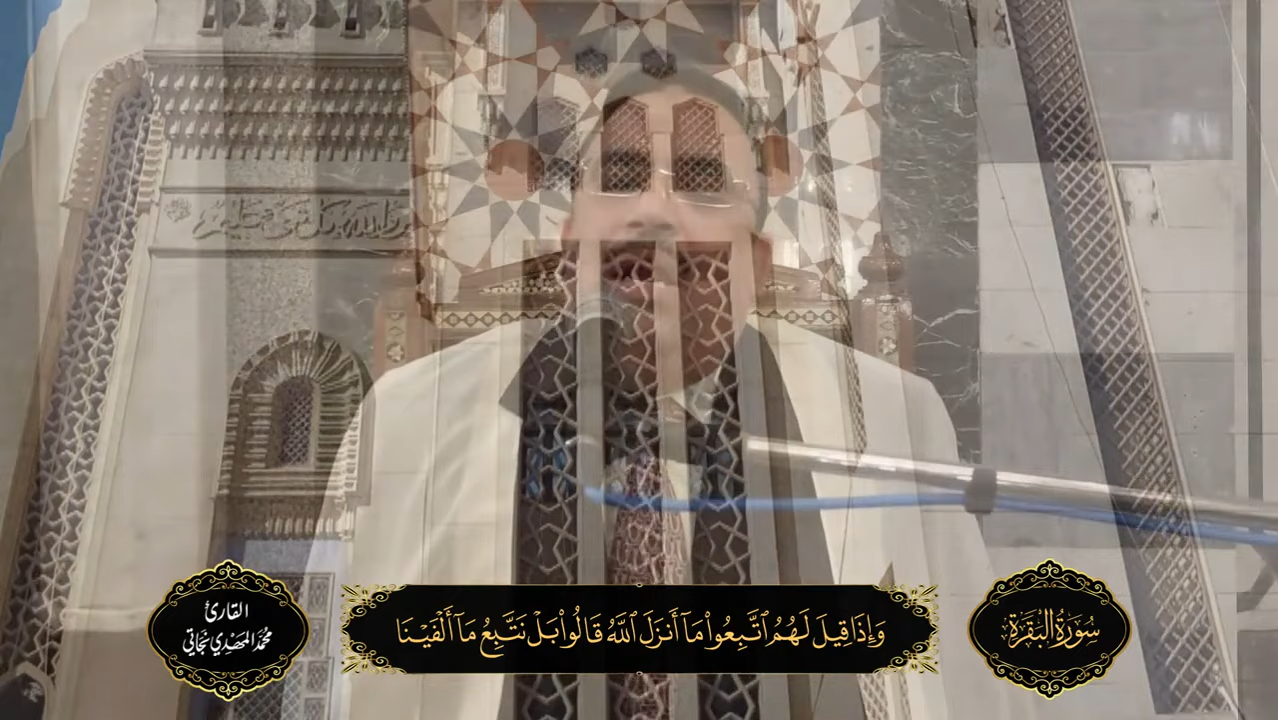 القارئ
محمد المهدي نجاتي
وَإِذَا قِيلَ لَهُمُ ٱتَّبِعُواْ مَآ أَنزَلَ ٱللَّهُ قَالُواْ بَلْ نَتَّبِعُ مَآ أَلْفَيْنَا
سُورَةُ البَقَرَةِ